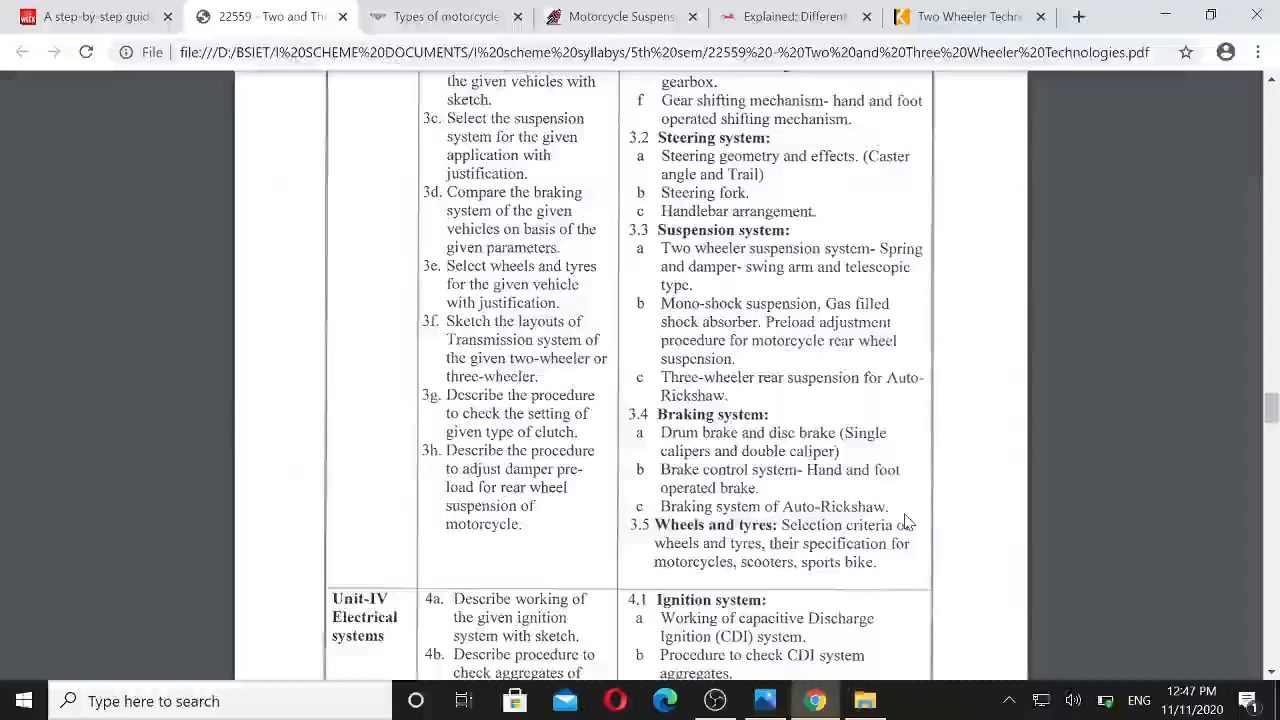 A step-by-step guid
22559 - Two and Th
Types of motorcycle
Motorcycle Suspens
Explained: Different
Two Wheeler Techn
File
file:///D:/BSIET/I%20SCHEME%20DOCUMENTS/I%20scheme%20syllabys/5th%20sem/22559%20-%20Two%20and%20Three%20Wheeler%20Technologies.pdf
the given vehicles with
sketch.
3c. Select the suspension
system for the given
application with
justification.
3d. Compare the braking
system of the given
vehicles on basis of the
given parameters.
3e. Select wheels and tyres
for the given vehicle
with justification.
3f. Sketch the layouts of
Transmission system of
the given two-wheeler or
three-wheeler.
3g. Describe the procedure
to check the setting of
given type of clutch.
3h. Describe the procedure
to adjust damper pre-
load for rear wheel
suspension of
motorcycle.
gearbox.
f Gear shifting mechanism- hand and foot
operated shifting mechanism.
3.2 Steering system:
a Steering geometry and effects. (Caster
angle and Trail)
b Steering fork.
c Handlebar arrangement.
3.3 Suspension system:
a Two wheeler suspension system- Spring
and damper- swing arm and telescopic
type.
b Mono-shock suspension, Gas filled
shock absorber. Preload adjustment
procedure for motorcycle rear wheel
suspension.
c Three-wheeler rear suspension for Auto-
Rickshaw.
3.4 Braking system:
a Drum brake and disc brake (Single
calipers and double caliper)
b Brake control system- Hand and foot
operated brake.
c Braking system of Auto-Rickshaw.
3.5 Wheels and tyres: Selection criteria
wheels and tyres, their specification for
motorcycles, scooters, sports bike.
Unit-IV
Electrical
systems
4a. Describe working of
the given ignition
system with sketch.
4b. Describe procedure to
check aggregates of
4.1 Ignition system:
a Working of capacitive Discharge
Ignition (CDI) system.
b Procedure to check CDI system
aggregates.
Type here to search
ENG
12:47 PM
11/11/2020
1